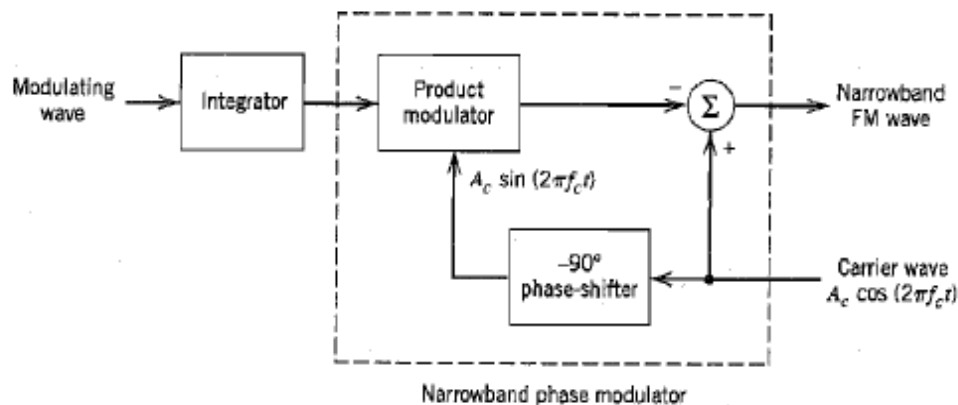 Modulating
wave
Integrator
Product
modulator
−
Σ
+
Narrowband
FM wave
A_c sin (2πf_ct)
−90°
phase-shifter
Carrier wave
A_c cos (2πf_ct)
Narrowband phase modulator